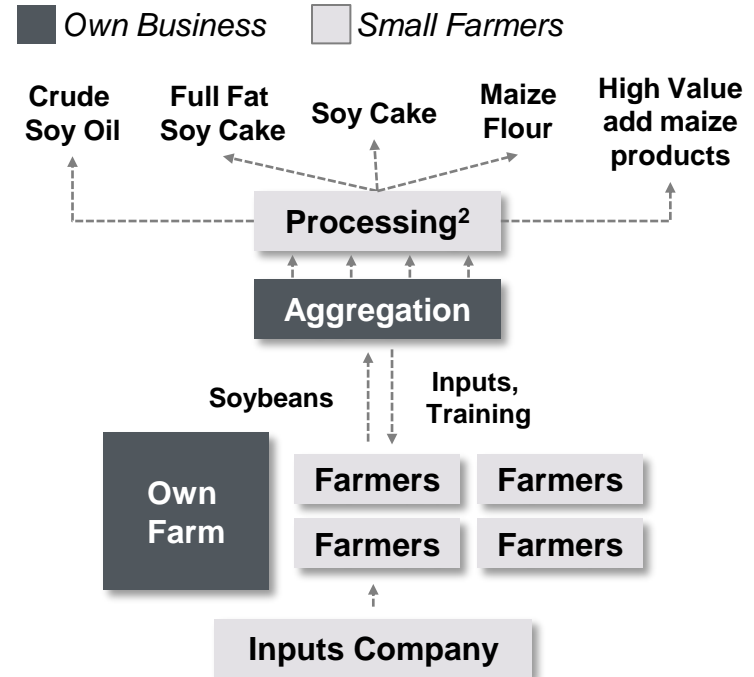 Own Business
Small Farmers
Crude
Soy Oil
Full Fat
Soy Cake
Soy Cake
Maize
Flour
High Value
add maize
products
Processing²
Aggregation
Soybeans
Inputs,
Training
Own
Farm
Farmers
Farmers
Farmers
Farmers
Inputs Company